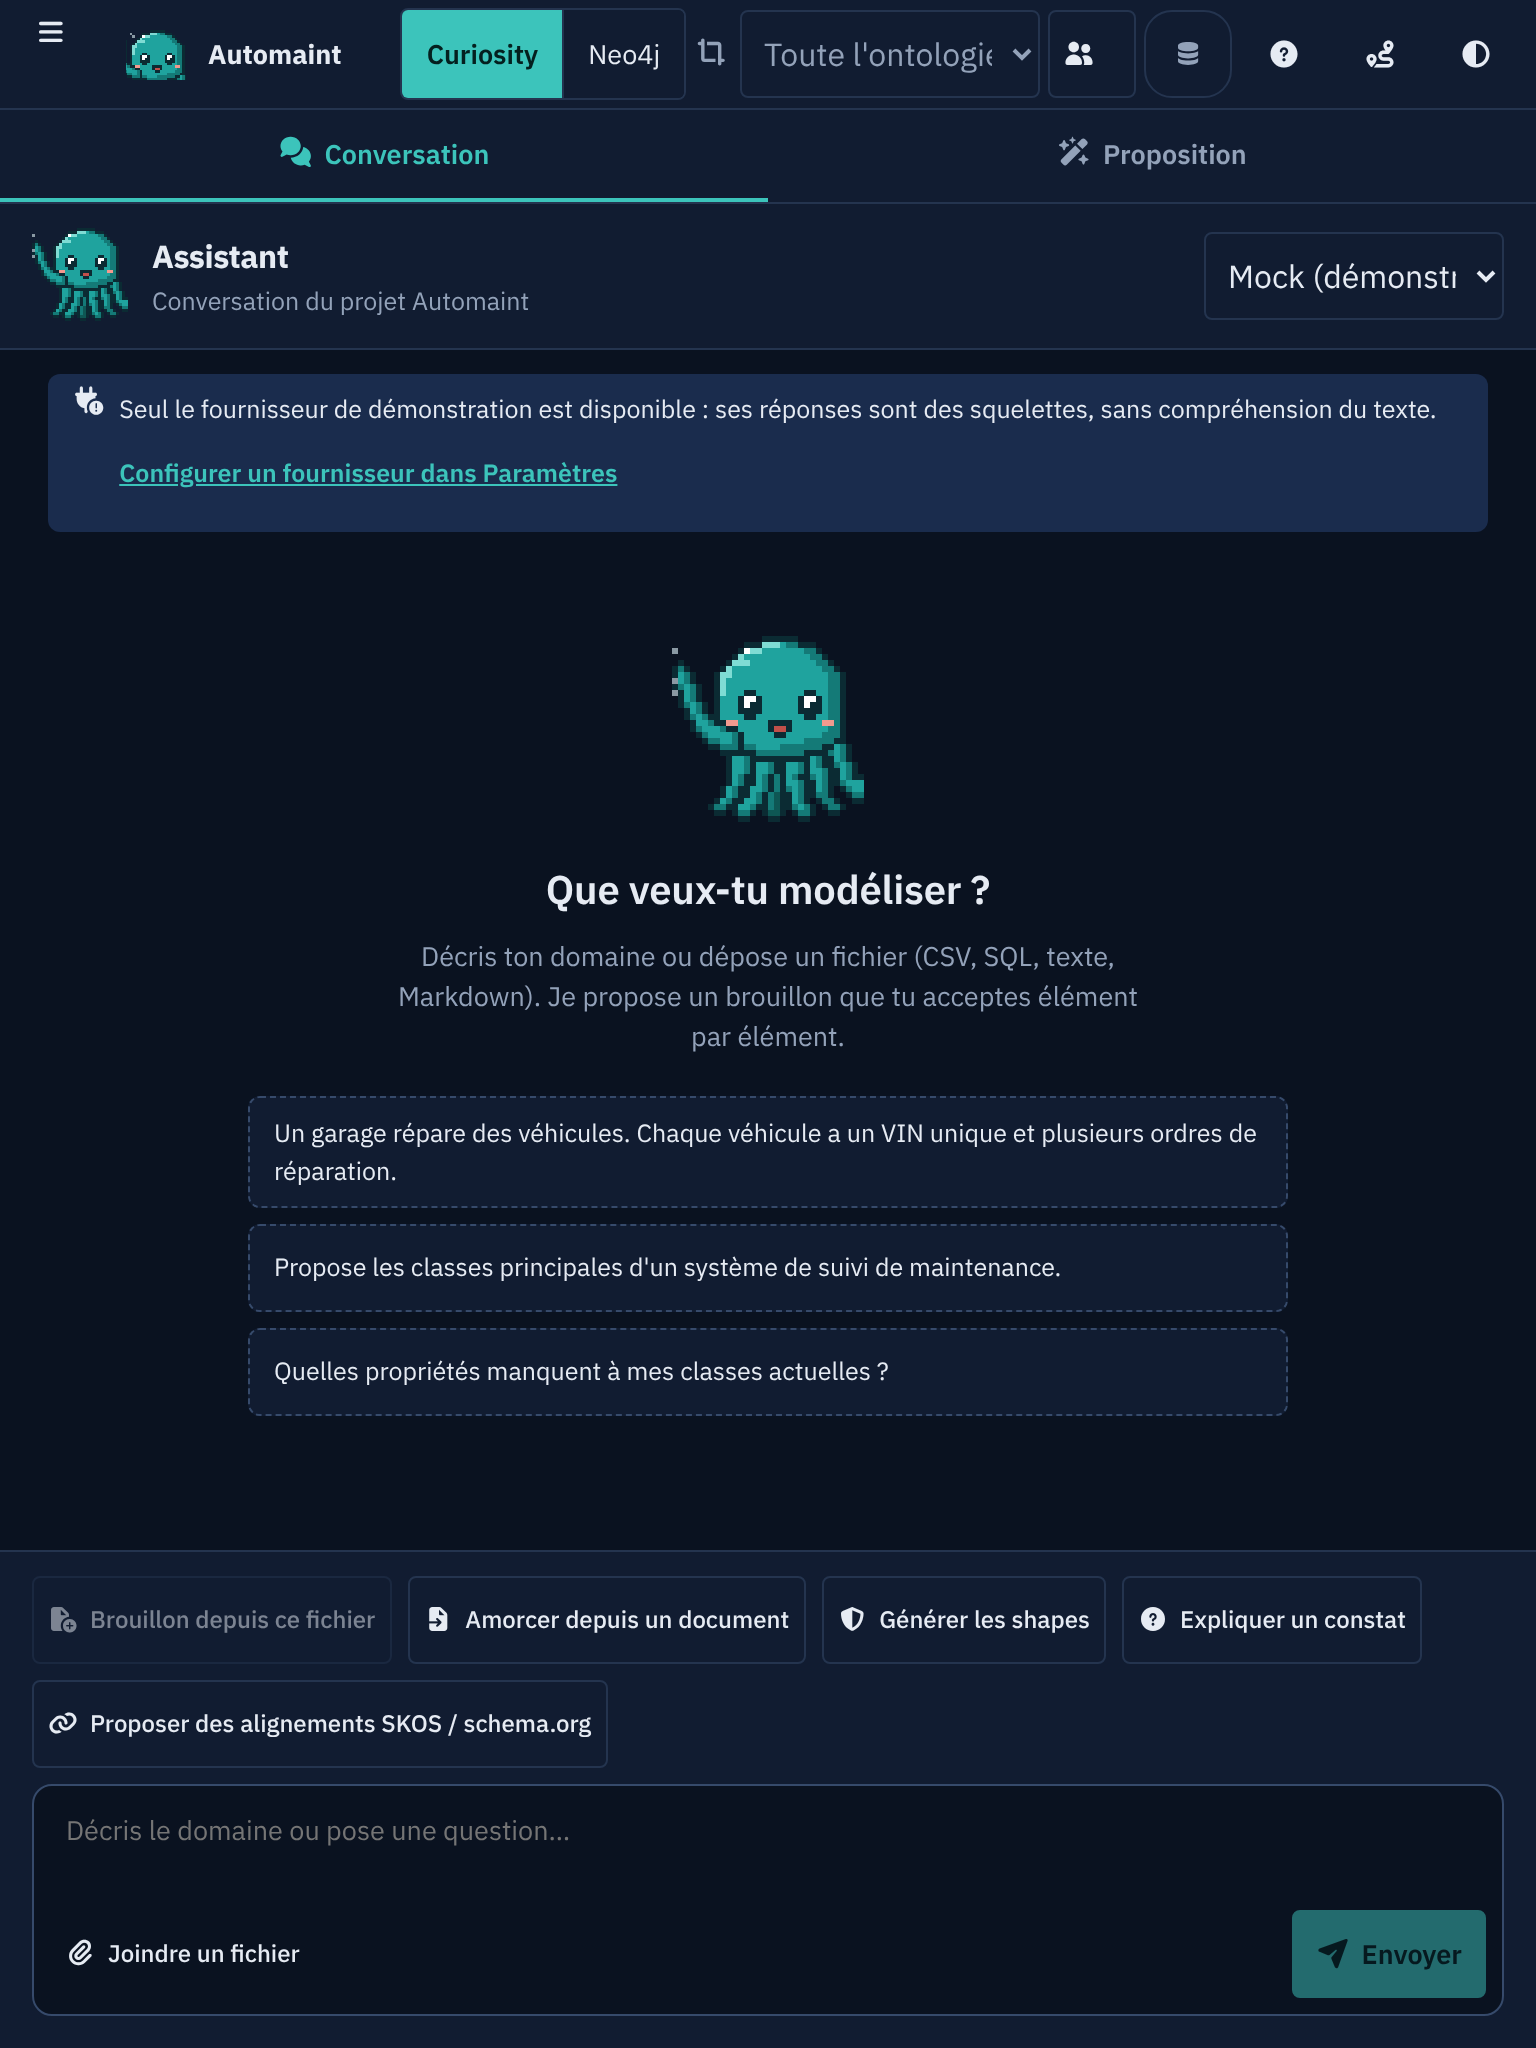 Automaint
Curiosity
Neo4j
Toute l'ontologie
Conversation
Proposition
Assistant
Conversation du projet Automaint
Mock (démonstr
Seul le fournisseur de démonstration est disponible : ses réponses sont des squelettes, sans compréhension du texte.
Configurer un fournisseur dans Paramètres
Que veux-tu modéliser ?
Décris ton domaine ou dépose un fichier (CSV, SQL, texte,
Markdown). Je propose un brouillon que tu acceptes élément
par élément.
Un garage répare des véhicules. Chaque véhicule a un VIN unique et plusieurs ordres de
réparation.
Propose les classes principales d'un système de suivi de maintenance.
Quelles propriétés manquent à mes classes actuelles ?
Brouillon depuis ce fichier
Amorcer depuis un document
Générer les shapes
Expliquer un constat
Proposer des alignements SKOS / schema.org
Décris le domaine ou pose une question...
Joindre un fichier
Envoyer